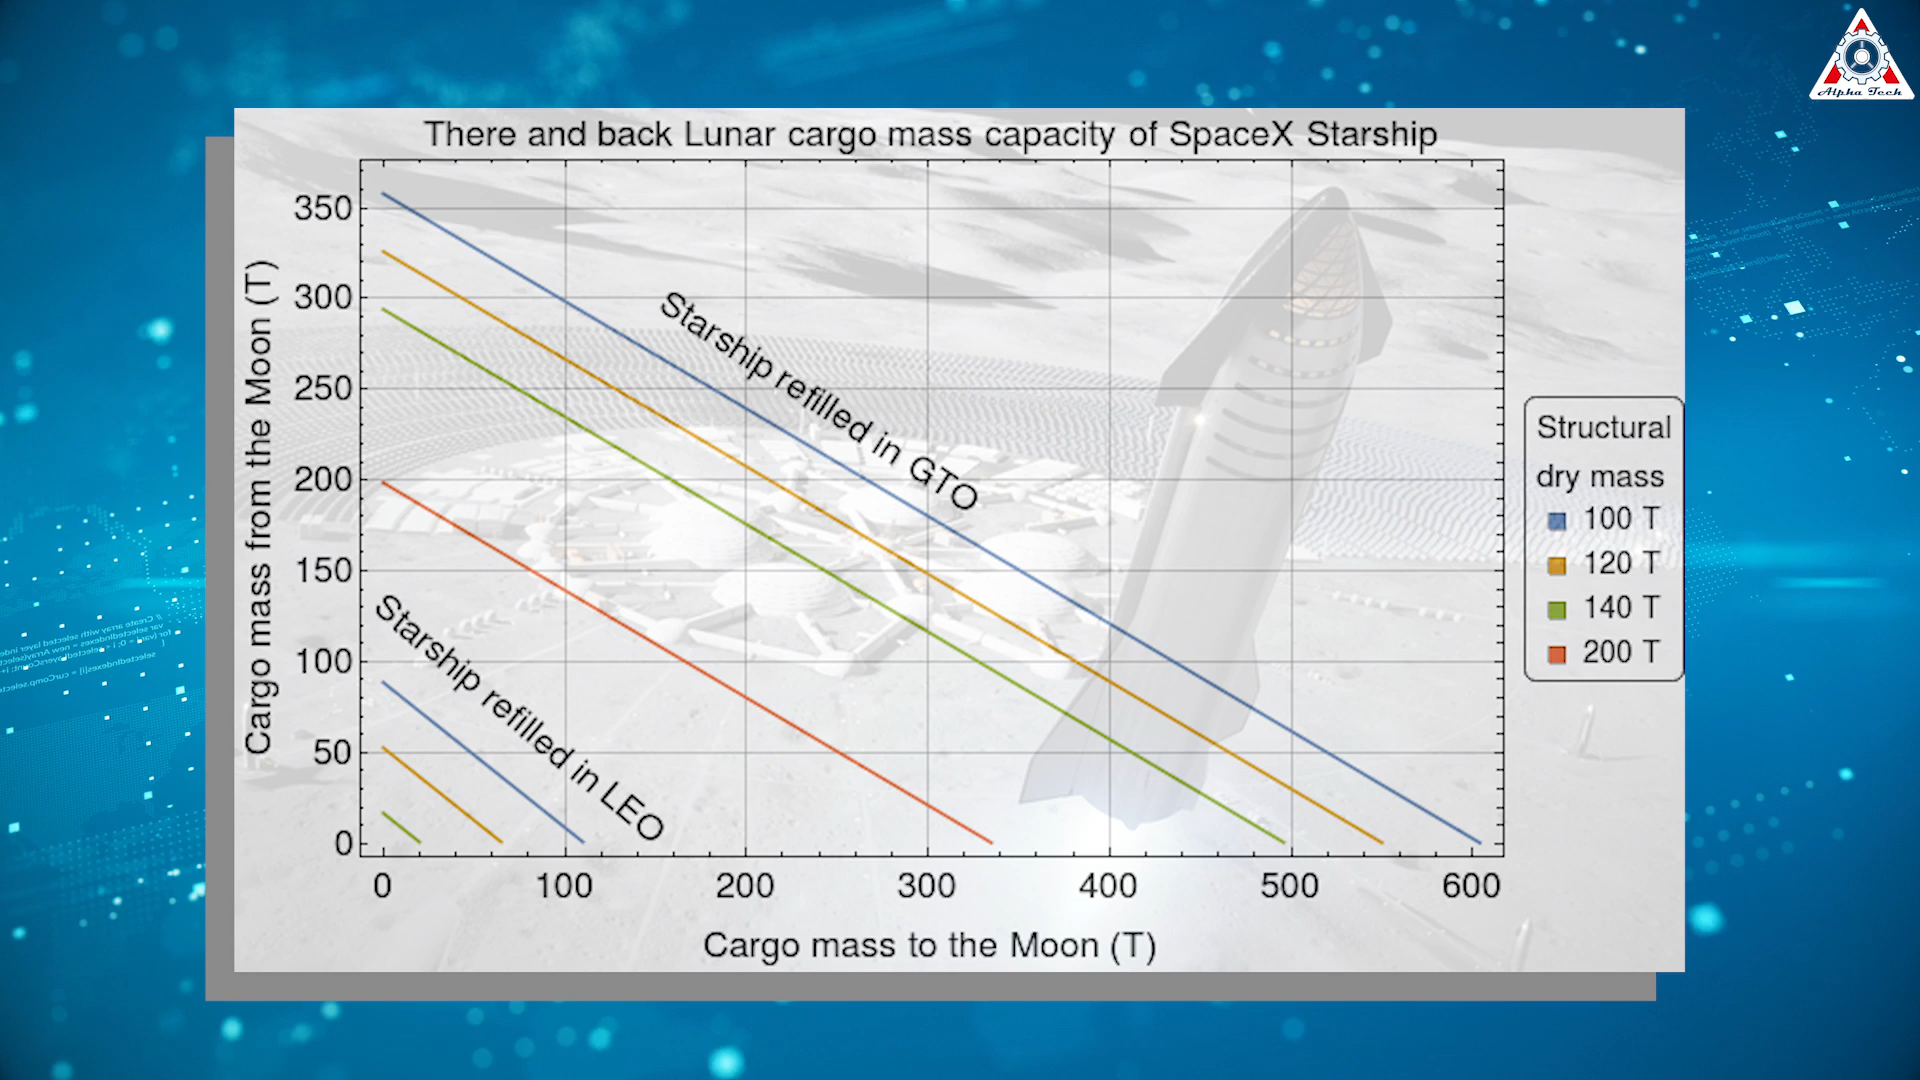 Alpha Tech
There and back Lunar cargo mass capacity of SpaceX Starship
Cargo mass from the Moon (T)
350
300
250
200
150
100
50
0
Starship refilled in GTO
Starship refilled in LEO
0 100 200 300 400 500 600
Cargo mass to the Moon (T)
Structural
dry mass
100 T
120 T
140 T
200 T